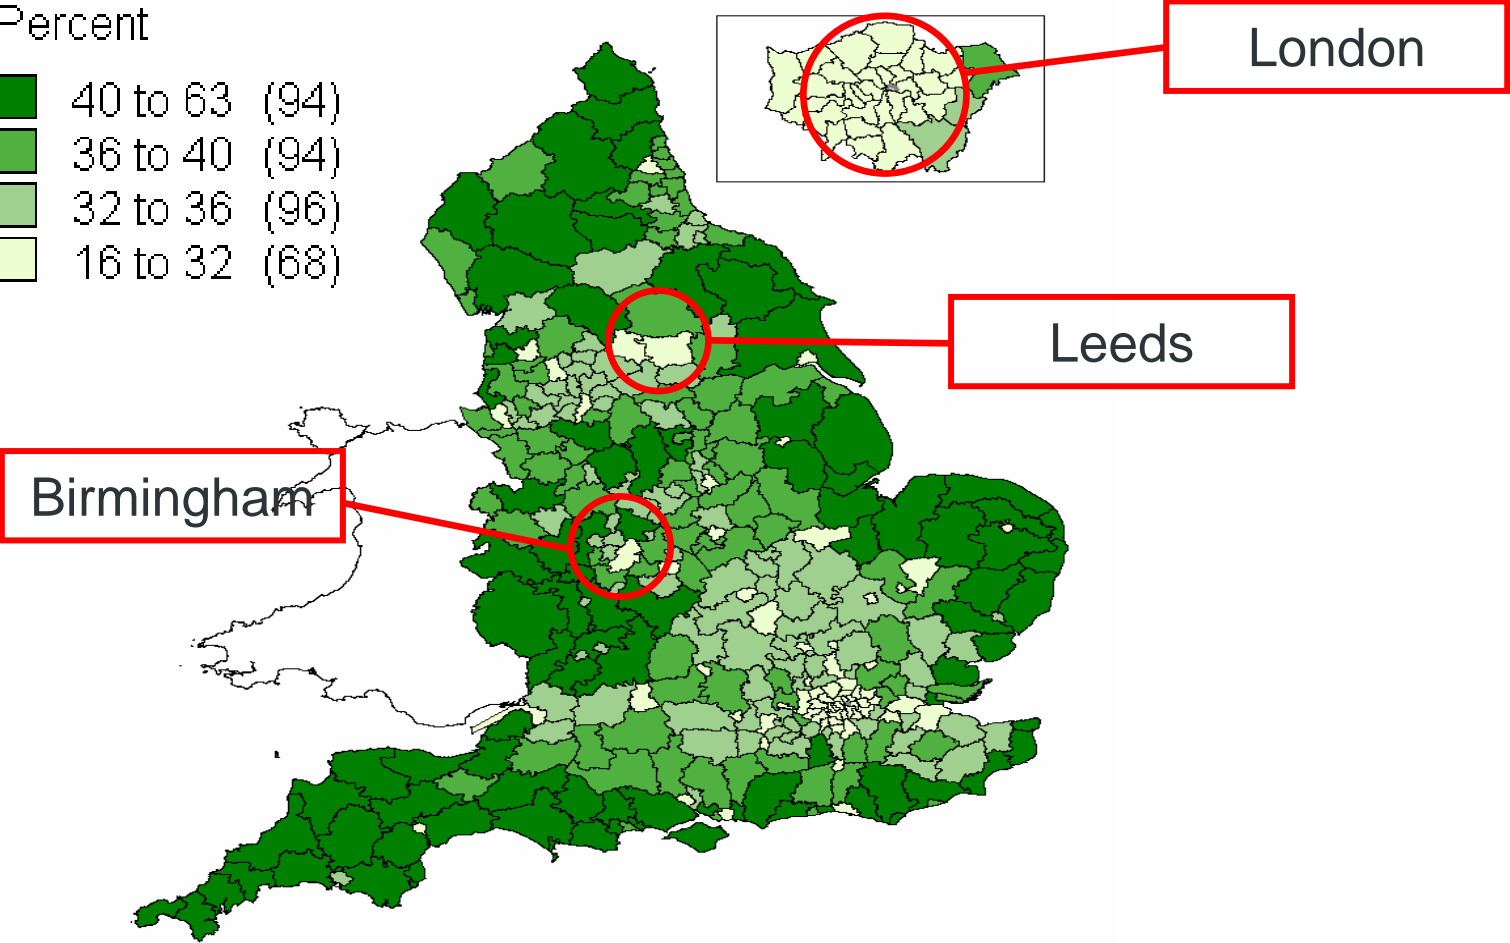 Percent
40 to 63 (94)
36 to 40 (94)
32 to 36 (96)
16 to 32 (68)
London
Leeds
Birmingham